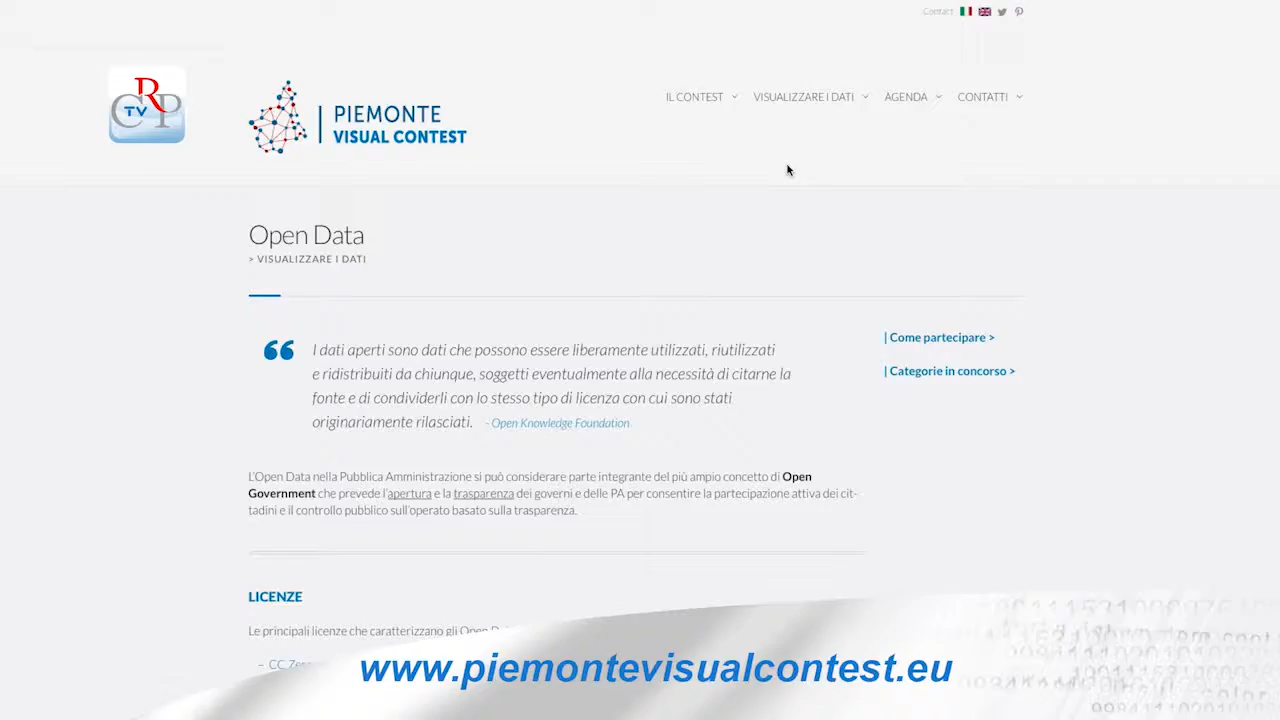 Contact
CRP
TV
PIEMONTE
VISUAL CONTEST
IL CONTEST
VISUALIZZARE I DATI
AGENDA
CONTATTI
Open Data
> VISUALIZZARE I DATI
“ I dati aperti sono dati che possono essere liberamente utilizzati, riutilizzati
e ridistribuiti da chiunque, soggetti eventualmente alla necessità di citarne la
fonte e di condividerli con lo stesso tipo di licenza con cui sono stati
originariamente rilasciati. - Open Knowledge Foundation
| Come partecipare >
| Categorie in concorso >
L'Open Data nella Pubblica Amministrazione si può considerare parte integrante del più ampio concetto di Open
Government che prevede l'apertura e la trasparenza dei governi e delle PA per consentire la partecipazione attiva dei cit-
tadini e il controllo pubblico sull'operato basato sulla trasparenza.
LICENZE
Le principali licenze che caratterizzano gli Open
– CC
www.piemontevisualcontest.eu